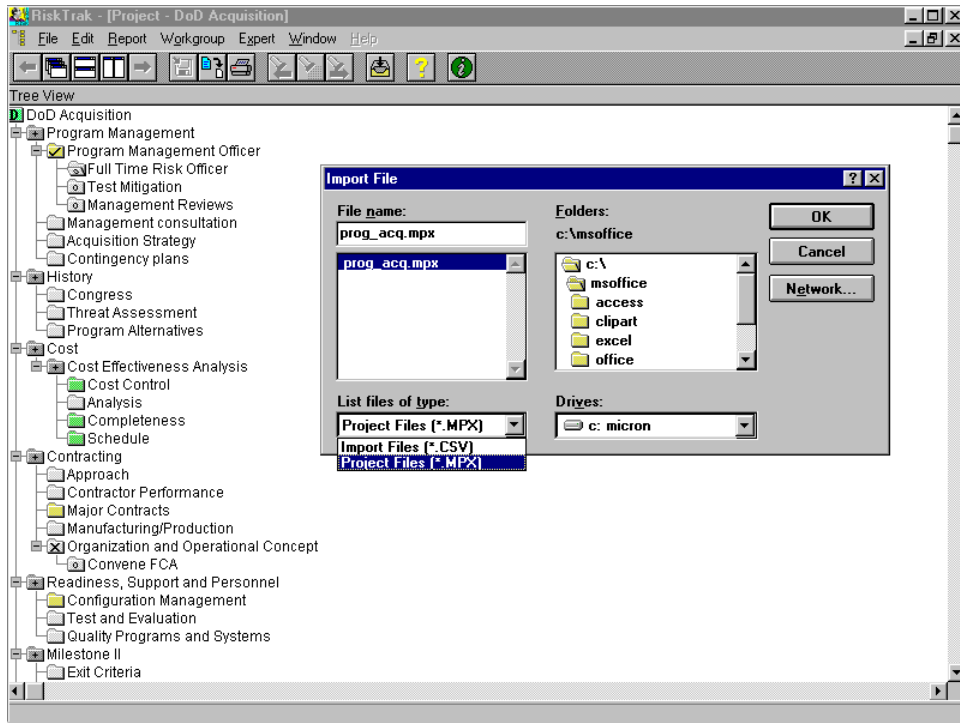 RiskTrak - [Project - DoD Acquisition]
File Edit Report Workgroup Expert Window Help
Tree View
D DoD Acquisition
Program Management
Program Management Officer
Full Time Risk Officer
Test Mitigation
Management Reviews
Management consultation
Acquisition Strategy
Contingency plans
History
Congress
Threat Assessment
Program Alternatives
Cost
Cost Effectiveness Analysis
Cost Control
Analysis
Completeness
Schedule
Contracting
Approach
Contractor Performance
Major Contracts
Manufacturing/Production
Organization and Operational Concept
Convene FCA
Readiness, Support and Personnel
Configuration Management
Test and Evaluation
Quality Programs and Systems
Milestone II
Exit Criteria
Import File
File name:
prog_acq.mpx
prog_acq.mpx
List files of type:
Project Files (*.MPX)
Import Files (*.CSV)
Project Files (*.MPX)
Folders:
c:\msoffice
c:\
msoffice
access
clipart
excel
office
Drives:
c: micron
OK
Cancel
Network...